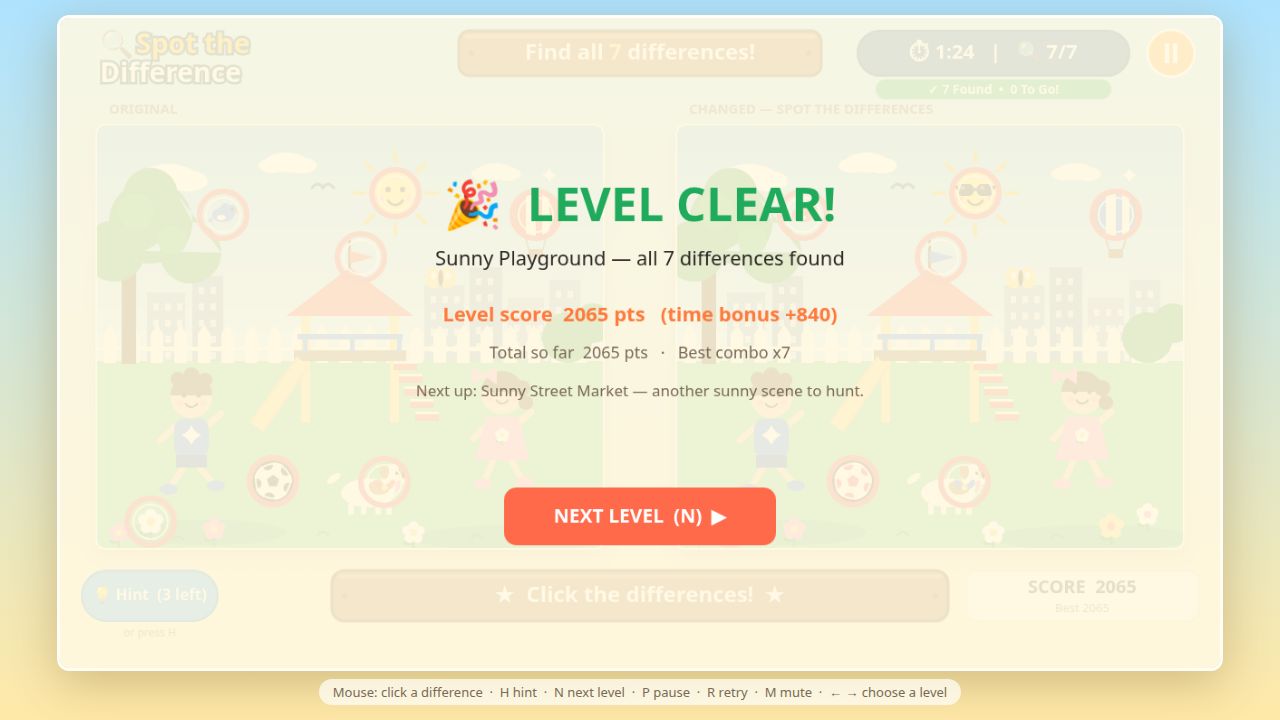 Spot the
Difference
Find all 7 differences!
1:24 | 7/7
✓ 7 Found • 0 To Go!
ORIGINAL
CHANGED — SPOT THE DIFFERENCES
LEVEL CLEAR!
Sunny Playground — all 7 differences found
Level score 2065 pts (time bonus +840)
Total so far 2065 pts · Best combo x7
Next up: Sunny Street Market — another sunny scene to hunt.
NEXT LEVEL (N) ▶
Hint (3 left)
or press H
★ Click the differences! ★
SCORE 2065
Best 2065
Mouse: click a difference · H hint · N next level · P pause · R retry · M mute · ← → choose a level